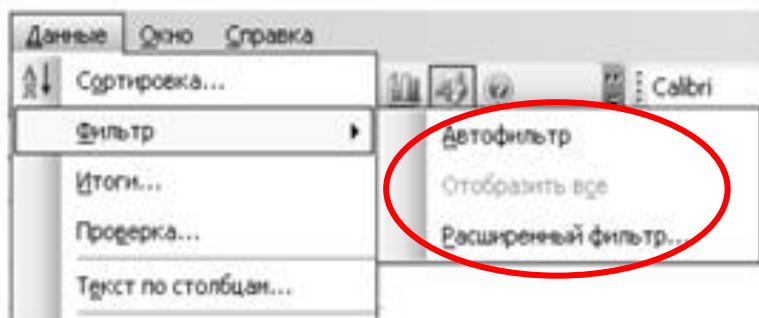 Данные Окно Справка
Сортировка...
Calibri
Фильтр
Автофильтр
Итоги...
Отобразить все
Проверка...
Расширенный фильтр...
Текст по столбцам...